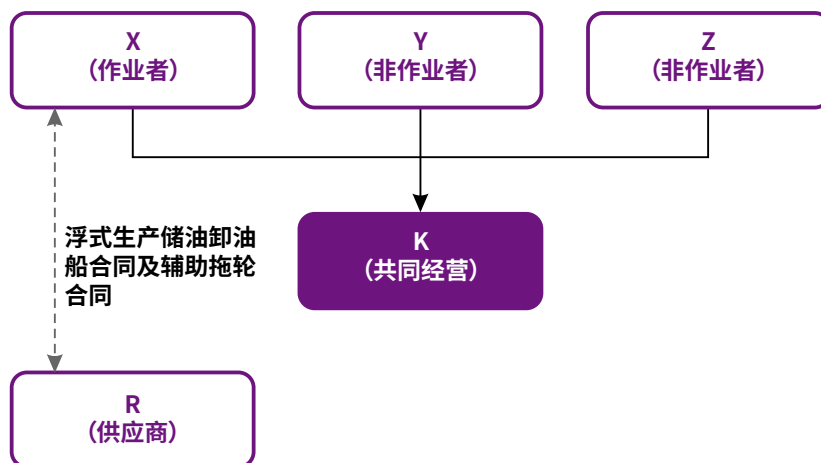 X
（作业者）
Y
（非作业者）
Z
（非作业者）
浮式生产储油卸油
船合同及辅助拖轮
合同
K
（共同经营）
R
（供应商）